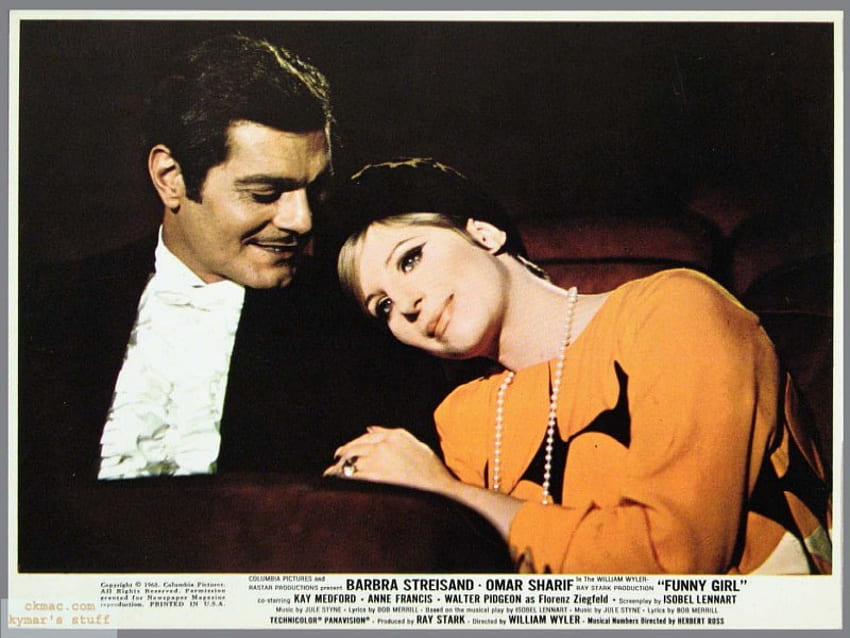 Copyright © 1968. Columbia Pictures.
All Rights Reserved. Permission
granted for Newspaper Magazine
reproduction. PRINTED IN U.S.A.
ckmac.com
kymar's stuff
COLUMBIA PICTURES and
RASTAR PRODUCTIONS present BARBRA STREISAND · OMAR SHARIF In The WILLIAM WYLER-
RAY STARK PRODUCTION "FUNNY GIRL"
co-starring KAY MEDFORD · ANNE FRANCIS · WALTER PIDGEON as Florenz Ziegfeld · Screenplay by ISOBEL LENNART
Music by JULE STYNE · Lyrics by BOB MERRILL · Based on the musical play by ISOBEL LENNART · Music by JULE STYNE · Lyrics by BOB MERRILL
TECHNICOLOR® PANAVISION® · Produced by RAY STARK · Directed by WILLIAM WYLER · Musical Numbers Directed by HERBERT ROSS